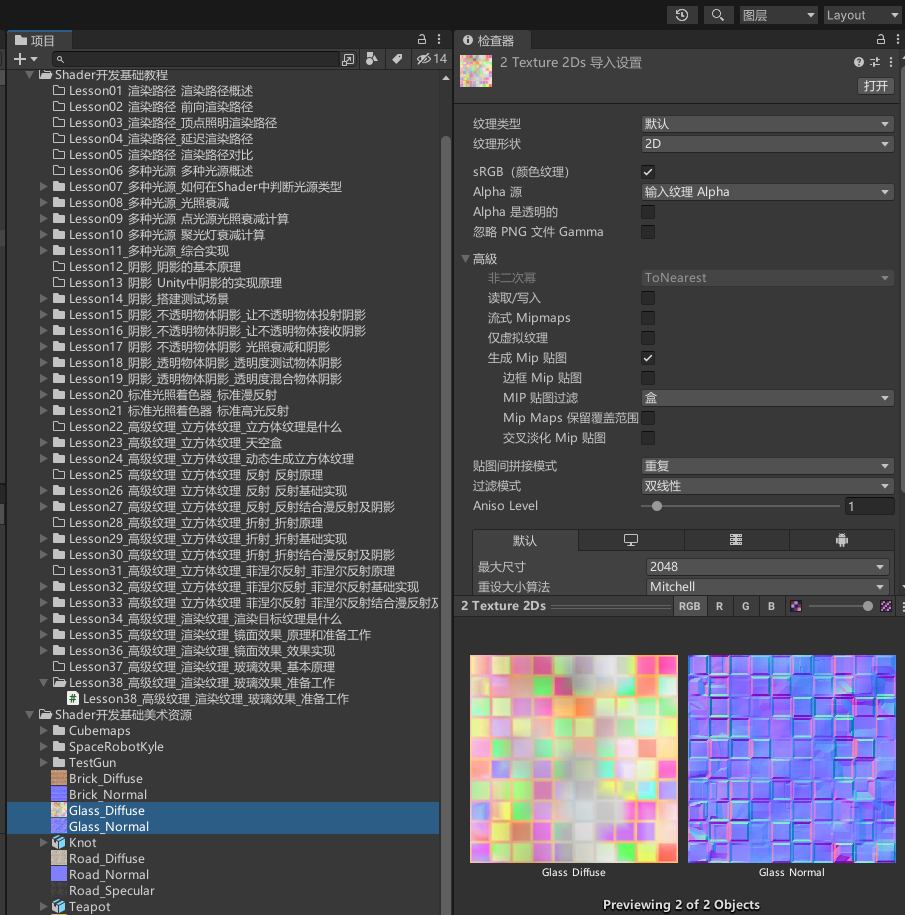 图层
Layout
项目
14
Shader开发基础教程
Lesson01_渲染路径_渲染路径概述
Lesson02_渲染路径_前向渲染路径
Lesson03_渲染路径_顶点照明渲染路径
Lesson04_渲染路径_延迟渲染路径
Lesson05_渲染路径_渲染路径对比
Lesson06_多种光源_多种光源概述
Lesson07_多种光源_如何在Shader中判断光源类型
Lesson08_多种光源_光照衰减
Lesson09_多种光源_点光源光照衰减计算
Lesson10_多种光源_聚光灯衰减计算
Lesson11_多种光源_综合实现
Lesson12_阴影_阴影的基本原理
Lesson13_阴影_Unity中阴影的实现原理
Lesson14_阴影_搭建测试场景
Lesson15_阴影_不透明物体阴影_让不透明物体投射阴影
Lesson16_阴影_不透明物体阴影_让不透明物体接收阴影
Lesson17_阴影_不透明物体阴影_光照衰减和阴影
Lesson18_阴影_透明物体阴影_透明度测试物体阴影
Lesson19_阴影_透明物体阴影_透明度混合物体阴影
Lesson20_标准光照着色器_标准漫反射
Lesson21_标准光照着色器_标准高光反射
Lesson22_高级纹理_立方体纹理_立方体纹理是什么
Lesson23_高级纹理_立方体纹理_天空盒
Lesson24_高级纹理_立方体纹理_动态生成立方体纹理
Lesson25_高级纹理_立方体纹理_反射_反射原理
Lesson26_高级纹理_立方体纹理_反射_反射基础实现
Lesson27_高级纹理_立方体纹理_反射_反射结合漫反射及阴影
Lesson28_高级纹理_立方体纹理_折射_折射原理
Lesson29_高级纹理_立方体纹理_折射_折射基础实现
Lesson30_高级纹理_立方体纹理_折射_折射结合漫反射及阴影
Lesson31_高级纹理_立方体纹理_菲涅尔反射_菲涅尔反射原理
Lesson32_高级纹理_立方体纹理_菲涅尔反射_菲涅尔反射基础实现
Lesson33_高级纹理_立方体纹理_菲涅尔反射_菲涅尔反射结合漫反射及
Lesson34_高级纹理_渲染纹理_渲染目标纹理是什么
Lesson35_高级纹理_渲染纹理_镜面效果_原理和准备工作
Lesson36_高级纹理_渲染纹理_镜面效果_效果实现
Lesson37_高级纹理_渲染纹理_玻璃效果_基本原理
Lesson38_高级纹理_渲染纹理_玻璃效果_准备工作
# Lesson38_高级纹理_渲染纹理_玻璃效果_准备工作
Shader开发基础美术资源
Cubemaps
SpaceRobotKyle
TestGun
Brick_Diffuse
Brick_Normal
Glass_Diffuse
Glass_Normal
Knot
Road_Diffuse
Road_Normal
Road_Specular
Teapot
检查器
2 Texture 2Ds 导入设置
打开
纹理类型 默认
纹理形状 2D
sRGB（颜色纹理）
Alpha 源 输入纹理 Alpha
Alpha 是透明的
忽略 PNG 文件 Gamma
高级
非二次幂 ToNearest
读取/写入
流式 Mipmaps
仅虚拟纹理
生成 Mip 贴图
边框 Mip 贴图
MIP 贴图过滤 盒
Mip Maps 保留覆盖范围
交叉淡化 Mip 贴图
贴图间拼接模式 重复
过滤模式 双线性
Aniso Level 1
默认
最大尺寸 2048
重设大小算法 Mitchell
2 Texture 2Ds RGB R G B
Glass Diffuse Glass Normal
Previewing 2 of 2 Objects